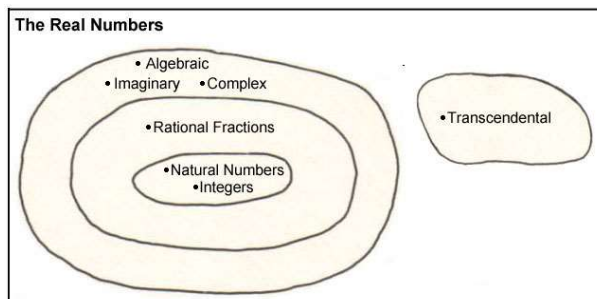 The Real Numbers
•Algebraic
•Imaginary •Complex
•Transcendental
•Rational Fractions
•Natural Numbers
•Integers